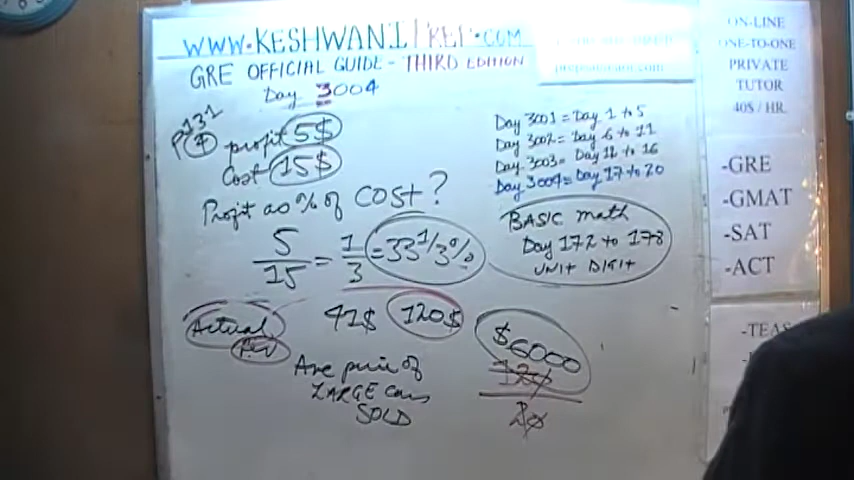 WWW.KESHWANIPREP.COM
GRE OFFICIAL GUIDE - THIRD EDITION
Day 3004
P131
profit 5$
Cost 15$
Profit as % of COST?
5/15 = 1/3 = 33 1/3 %
Actual
41$ 120$
Ave price of
LARGE Cars
SOLD
$6000
120
20
Day 3001 = Day 1 to 5
Day 3002 = Day 6 to 11
Day 3003 = Day 12 to 16
Day 3004 = Day 17 to 20
BASIC math
Day 172 to 178
UNIT DIGIT
ON-LINE
ONE-TO-ONE
PRIVATE
TUTOR
40$ / HR.
-GRE
-GMAT
-SAT
-ACT
-TEAS